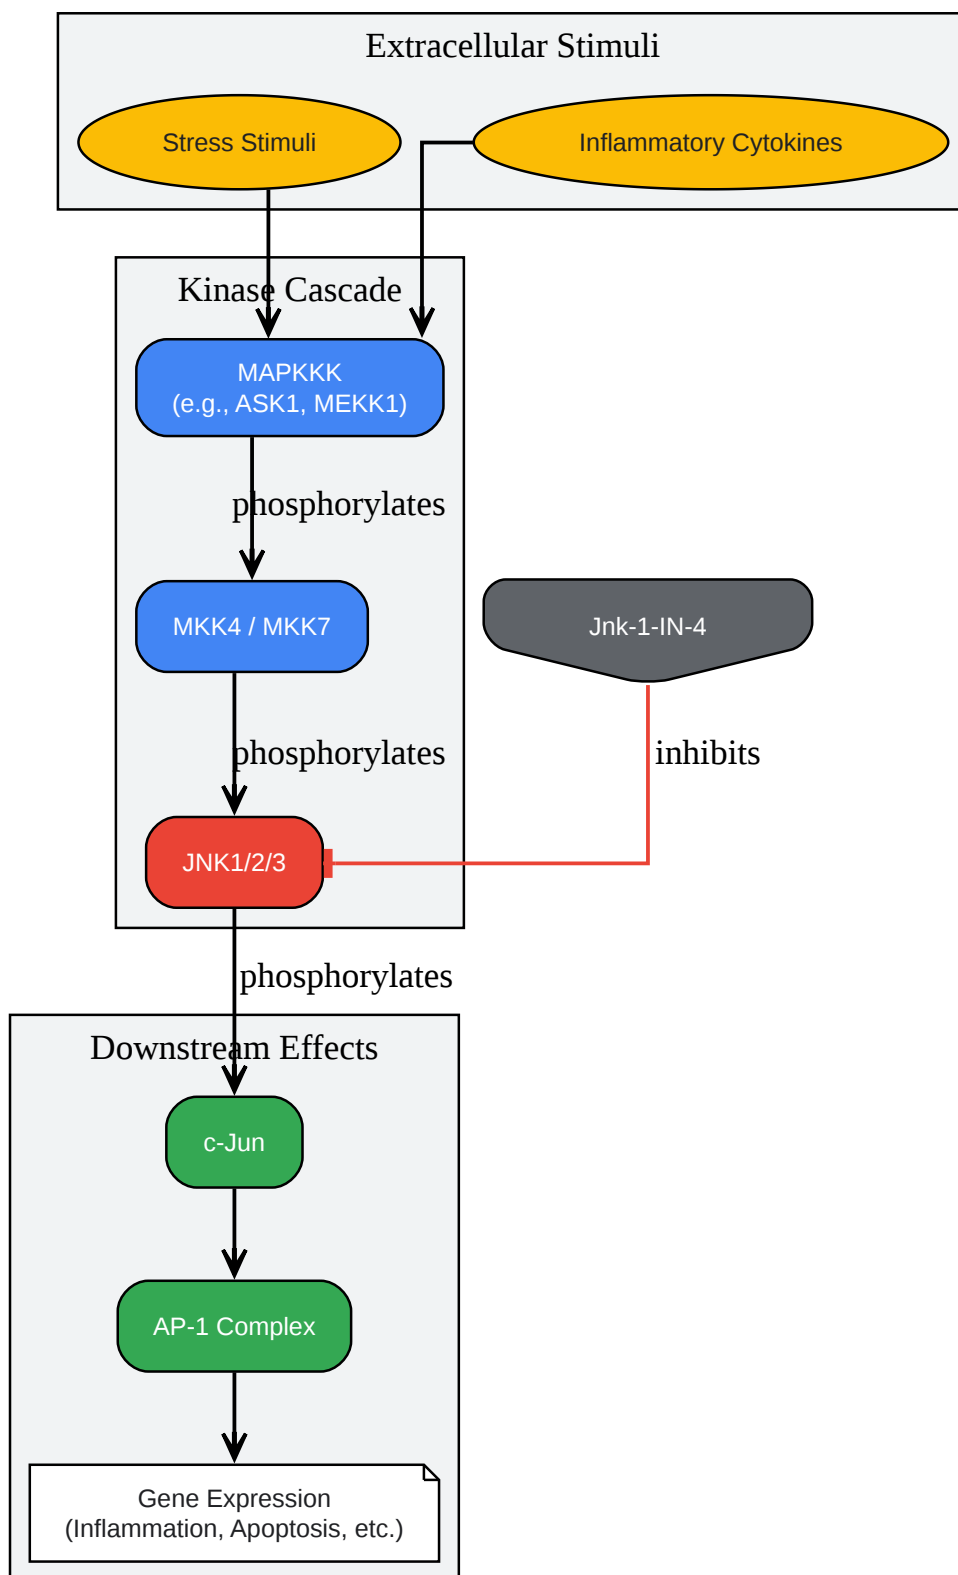 Extracellular Stimuli
Stress Stimuli
Inflammatory Cytokines
Kinase Cascade
MAPKKK
(e.g., ASK1, MEKK1)
phosphorylates
MKK4 / MKK7
Jnk-1-IN-4
phosphorylates
inhibits
JNK1/2/3
phosphorylates
Downstream Effects
c-Jun
AP-1 Complex
Gene Expression
(Inflammation, Apoptosis, etc.)